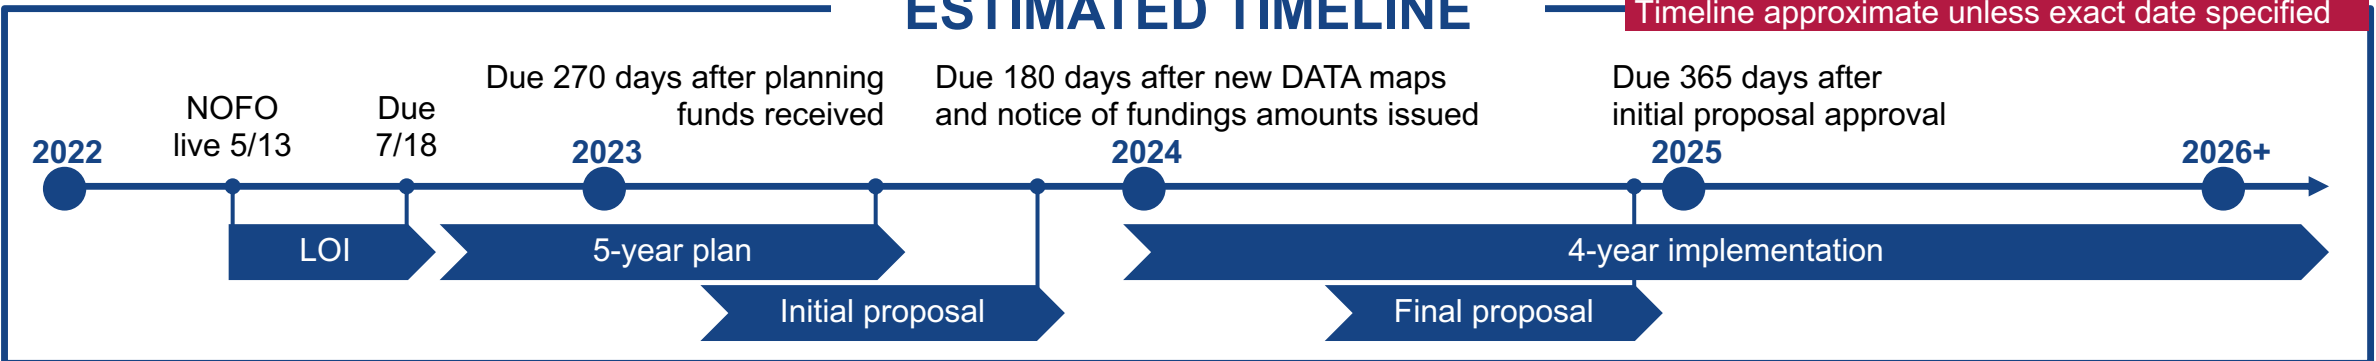 ESTIMATED TIMELINE
Timeline approximate unless exact date specified
NOFO
live 5/13
Due
7/18
Due 270 days after planning
funds received
Due 180 days after new DATA maps
and notice of fundings amounts issued
Due 365 days after
initial proposal approval
2022
2023
2024
2025
2026+
LOI
5-year plan
4-year implementation
Initial proposal
Final proposal